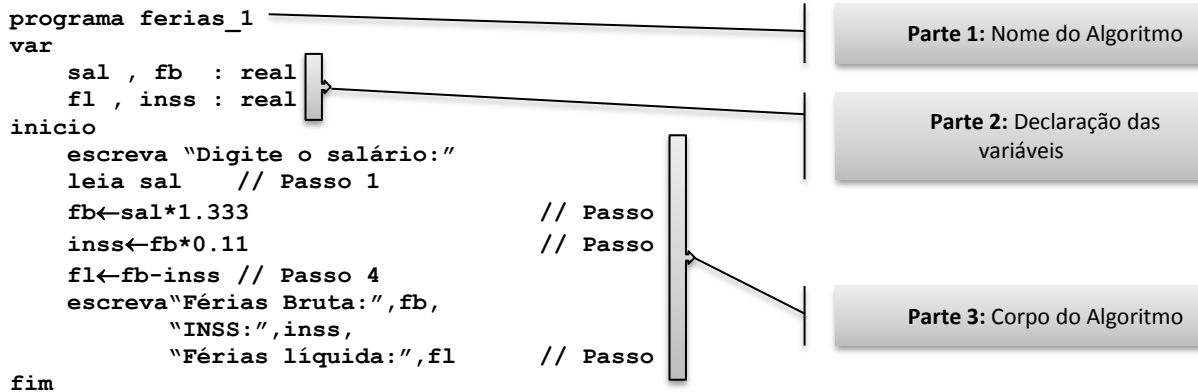 programa ferias_1
var
sal , fb : real
fl , inss : real
inicio
escreva “Digite o salário:”
leia sal // Passo 1
fb←sal*1.333 // Passo
inss←fb*0.11 // Passo
fl←fb-inss // Passo 4
escreva“Férias Bruta:”,fb,
“INSS:”,inss,
“Férias líquida:”,fl // Passo
fim
Parte 1: Nome do Algoritmo
Parte 2: Declaração das
variáveis
Parte 3: Corpo do Algoritmo